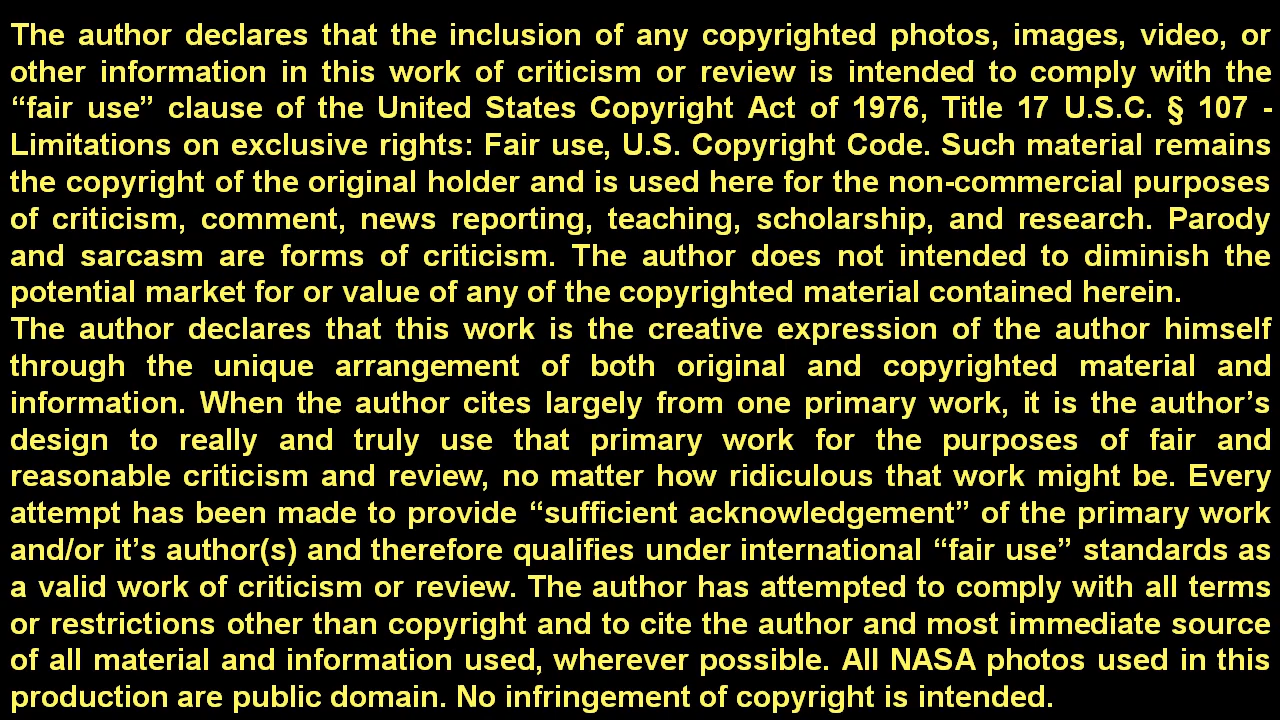 The author declares that the inclusion of any copyrighted photos, images, video, or
other information in this work of criticism or review is intended to comply with the
“fair use” clause of the United States Copyright Act of 1976, Title 17 U.S.C. § 107 -
Limitations on exclusive rights: Fair use, U.S. Copyright Code. Such material remains
the copyright of the original holder and is used here for the non-commercial purposes
of criticism, comment, news reporting, teaching, scholarship, and research. Parody
and sarcasm are forms of criticism. The author does not intended to diminish the
potential market for or value of any of the copyrighted material contained herein.
The author declares that this work is the creative expression of the author himself
through the unique arrangement of both original and copyrighted material and
information. When the author cites largely from one primary work, it is the author’s
design to really and truly use that primary work for the purposes of fair and
reasonable criticism and review, no matter how ridiculous that work might be. Every
attempt has been made to provide “sufficient acknowledgement” of the primary work
and/or it’s author(s) and therefore qualifies under international “fair use” standards as
a valid work of criticism or review. The author has attempted to comply with all terms
or restrictions other than copyright and to cite the author and most immediate source
of all material and information used, wherever possible. All NASA photos used in this
production are public domain. No infringement of copyright is intended.